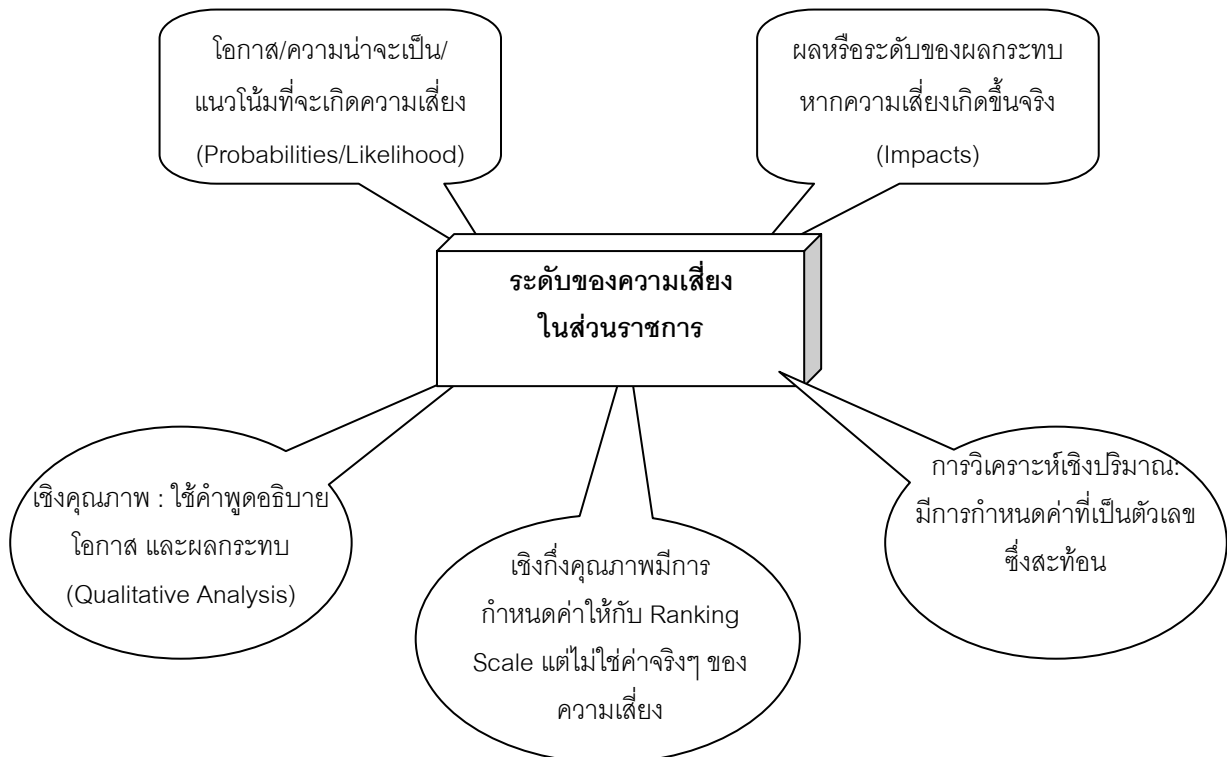 โอกาส/ความน่าจะเป็น/
แนวโน้มที่จะเกิดความเสี่ยง
(Probabilities/Likelihood)
ผลหรือระดับของผลกระทบ
หากความเสี่ยงเกิดขึ้นจริง
(Impacts)
ระดับของความเสี่ยง
ในส่วนราชการ
เชิงคุณภาพ : ใช้คำพูดอธิบาย
โอกาส และผลกระทบ
(Qualitative Analysis)
เชิงกึ่งคุณภาพมีการ
กำหนดค่าให้กับ Ranking
Scale แต่ไม่ใช่ค่าจริงๆ ของ
ความเสี่ยง
การวิเคราะห์เชิงปริมาณ:
มีการกำหนดค่าที่เป็นตัวเลข
ซึ่งสะท้อน